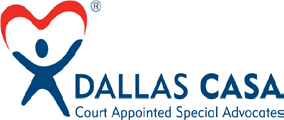 ®
DALLAS CASA
Court Appointed Special Advocates